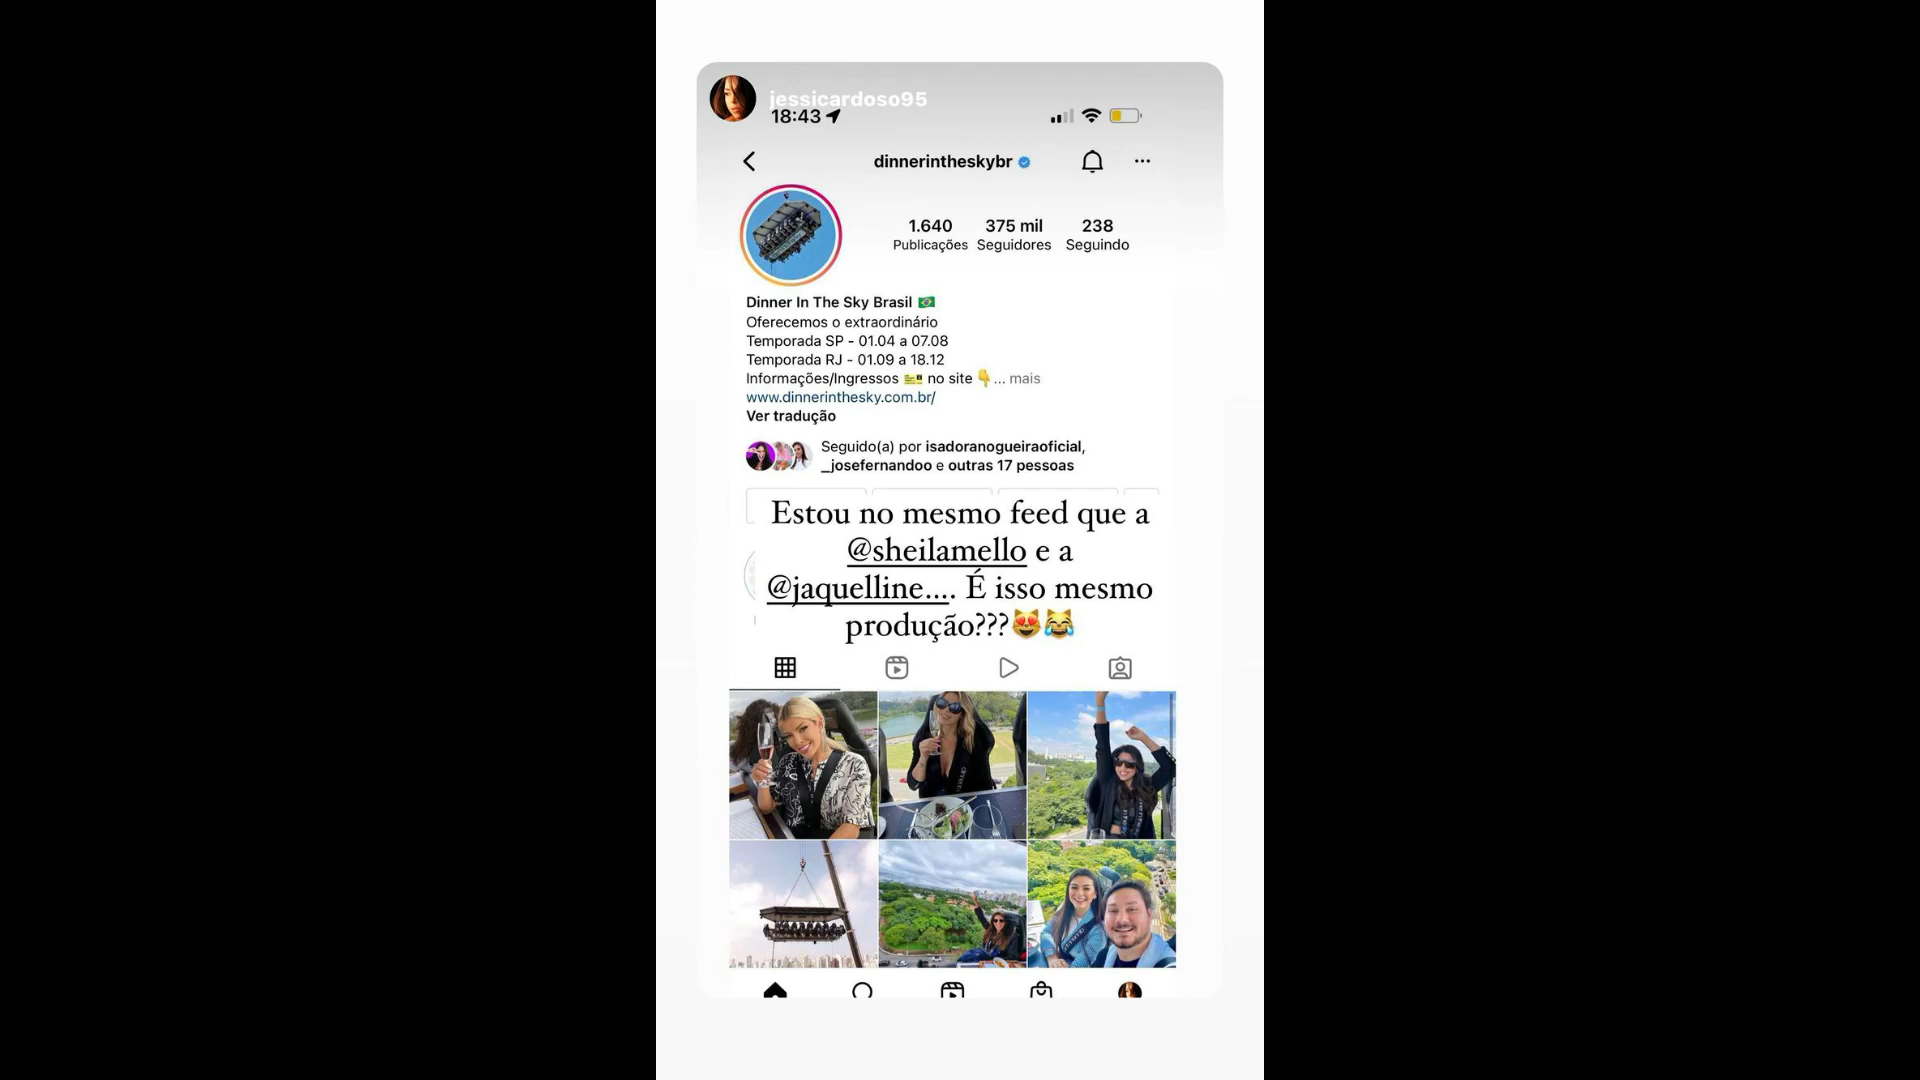 jessicardoso95
18:43
dinnerintheskybr
1.640 375 mil 238
Publicações Seguidores Seguindo
Dinner In The Sky Brasil 🇧🇷
Oferecemos o extraordinário
Temporada SP - 01.04 a 07.08
Temporada RJ - 01.09 a 18.12
Informações/Ingressos 🎫 no site 👇... mais
www.dinnerinthesky.com.br/
Ver tradução
Seguido(a) por isadoranogueiraoficial,
_josefernandoo e outras 17 pessoas
Estou no mesmo feed que a
@sheilamello e a
@jaquelline.... É isso mesmo
produção???😻😹